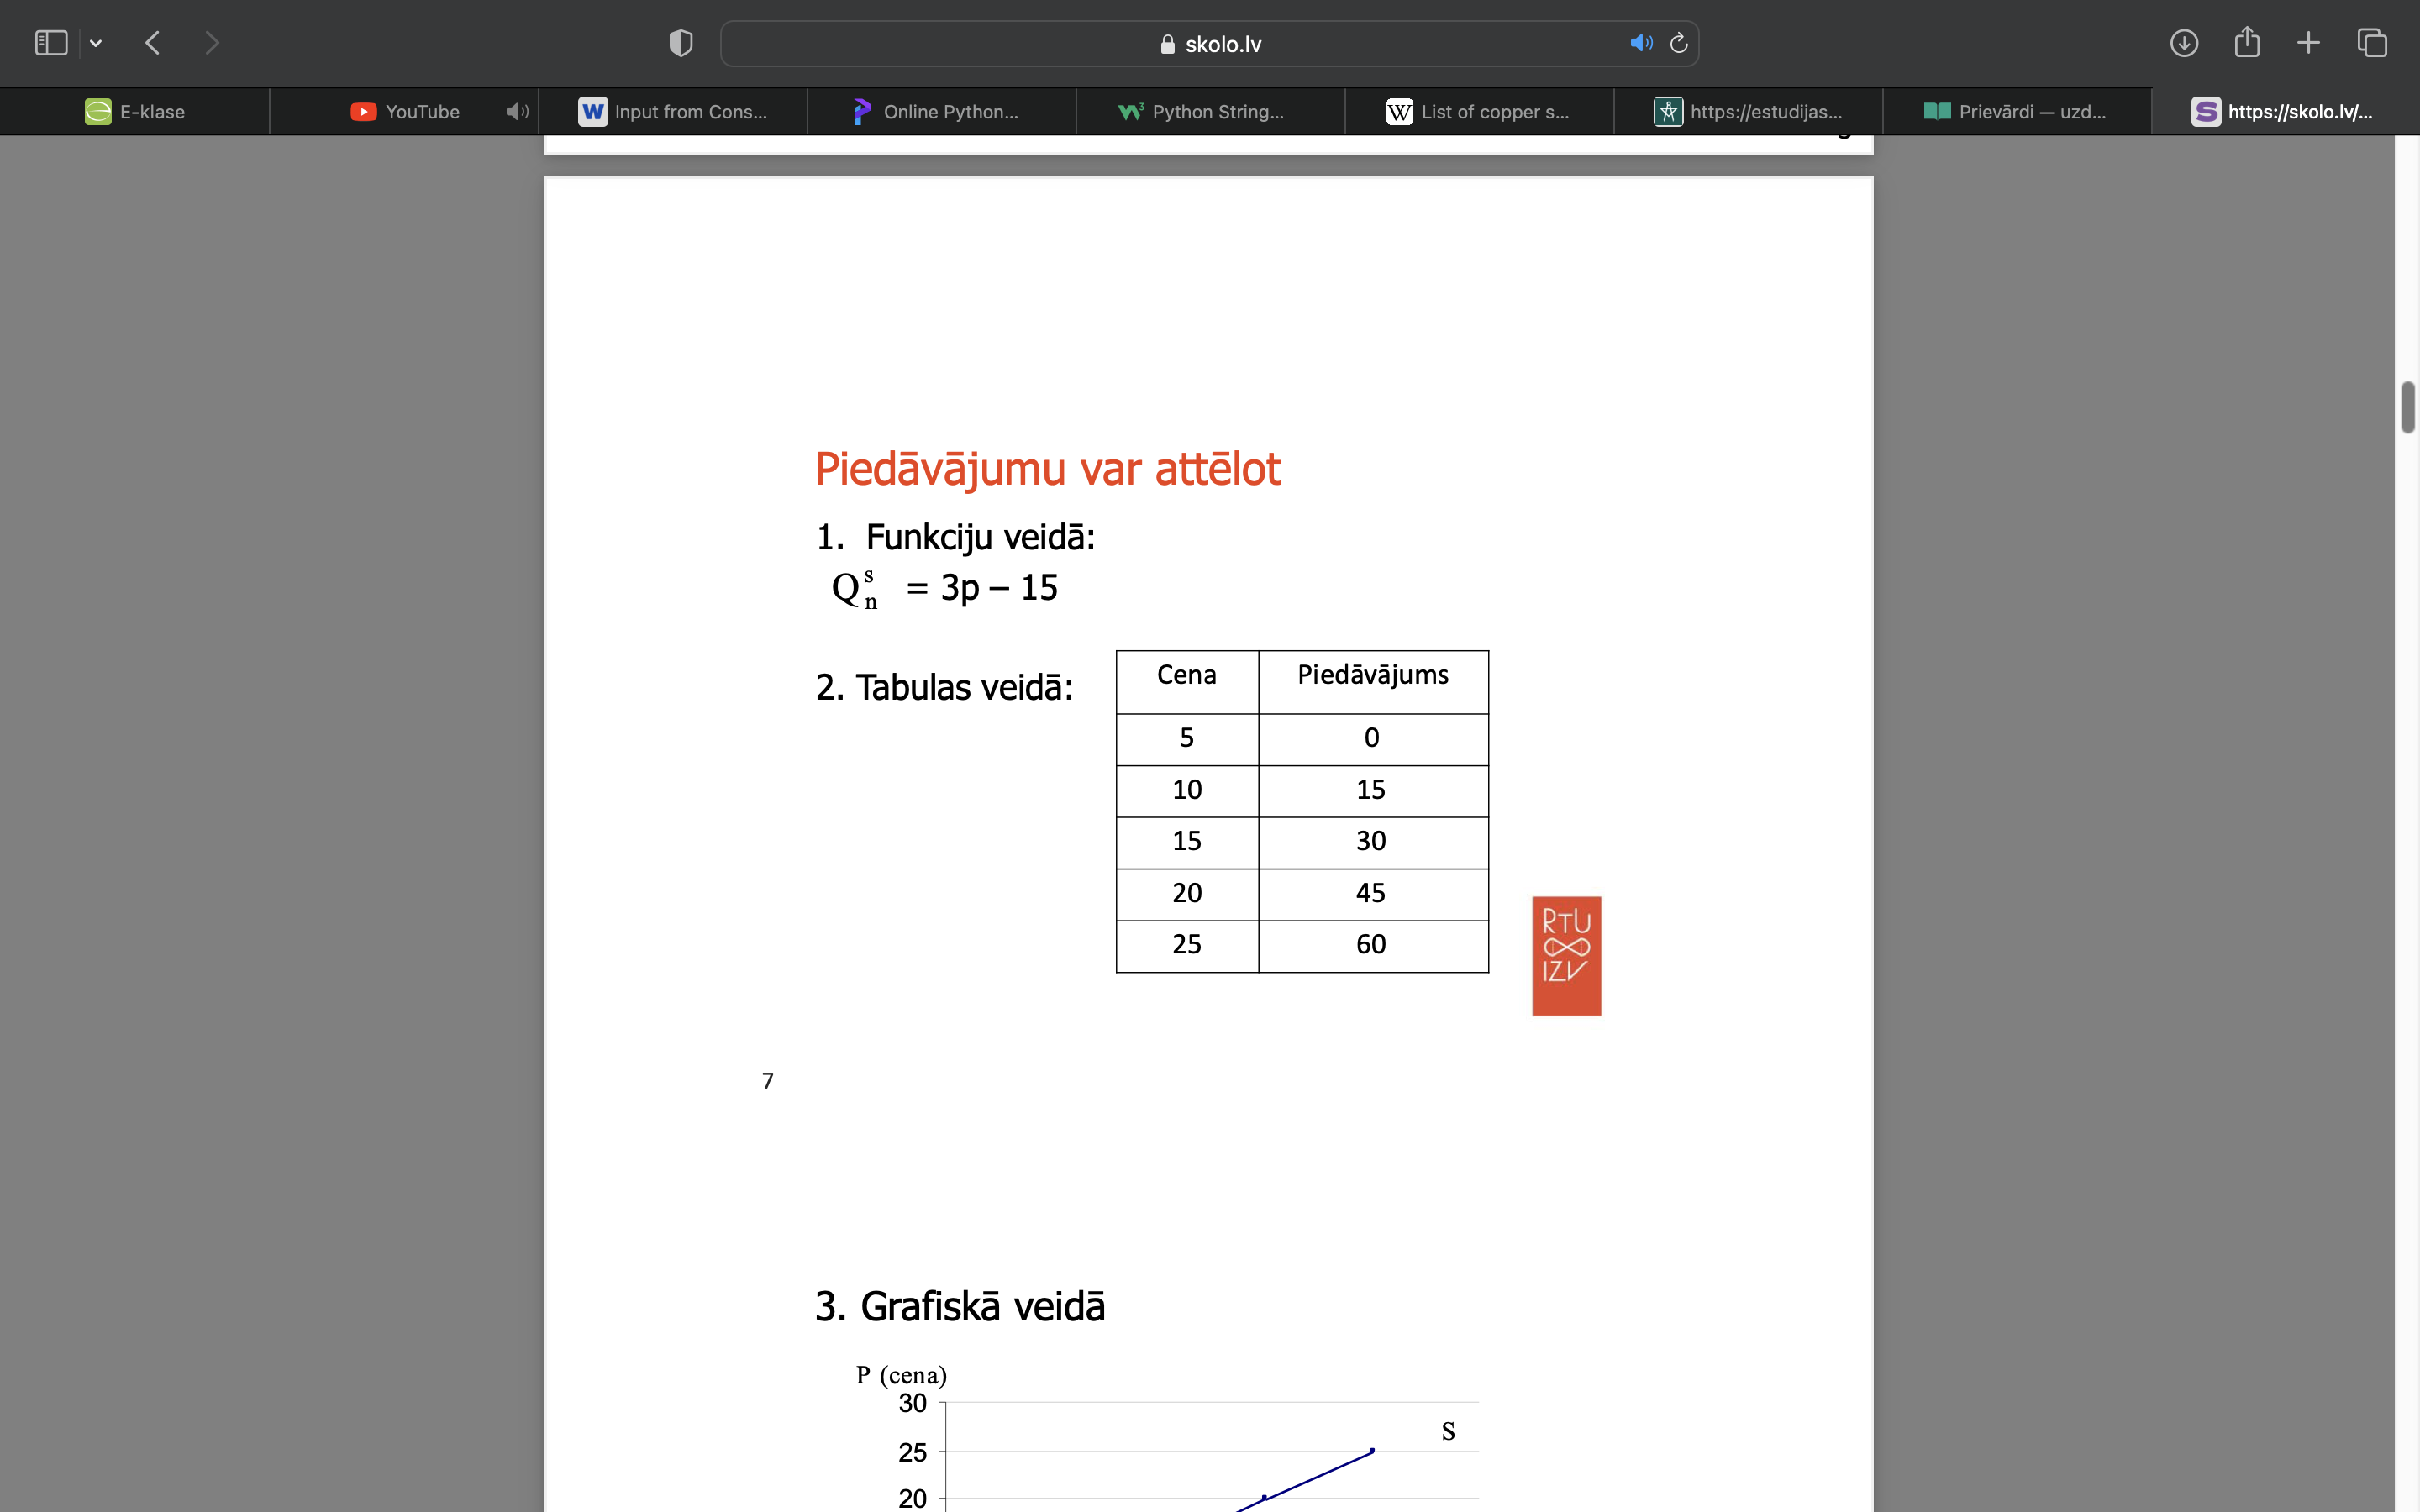 skolo.lv
E-klase
YouTube
Input from Cons...
Online Python...
Python String...
List of copper s...
https://estudijas...
Prievārdi — uzd...
https://skolo.lv/...
Piedāvājumu var attēlot
1. Funkciju veidā:
Q s n = 3p – 15
2. Tabulas veidā:
Cena Piedāvājums
5 0
10 15
15 30
20 45
25 60
RTU
IZV
7
3. Grafiskā veidā
P (cena)
30
S
25
20